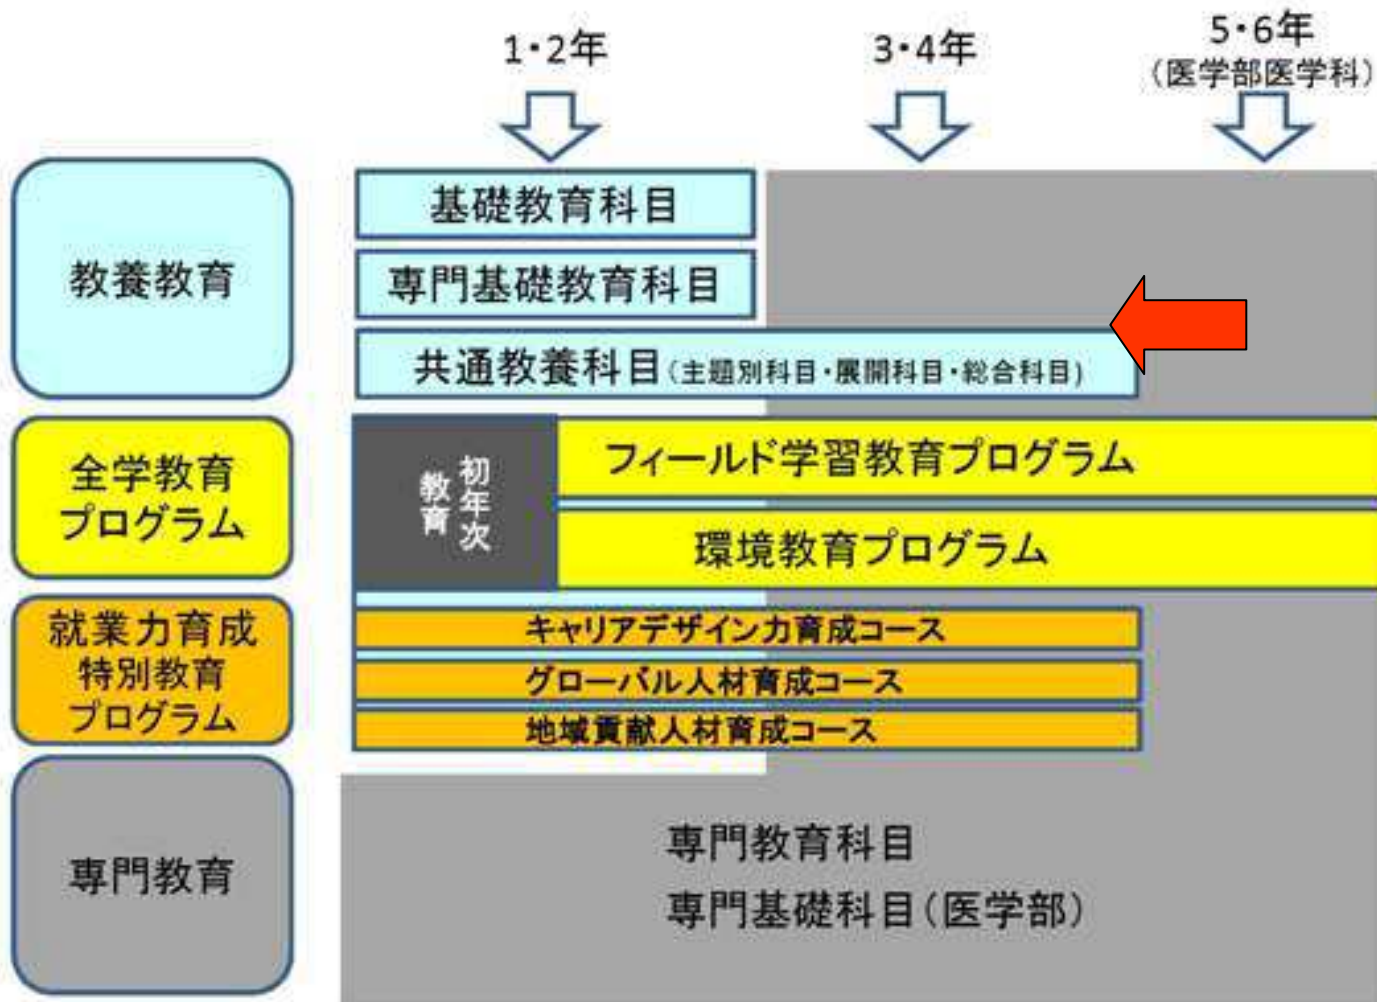 1・2年
3・4年
5・6年
(医学部医学科)
教養教育
基礎教育科目
専門基礎教育科目
共通教養科目(主題別科目・展開科目・総合科目)
全学教育
プログラム
初年次
教育
フィールド学習教育プログラム
環境教育プログラム
就業力育成
特別教育
プログラム
キャリアデザイン力育成コース
グローバル人材育成コース
地域貢献人材育成コース
専門教育
専門教育科目
専門基礎科目(医学部)